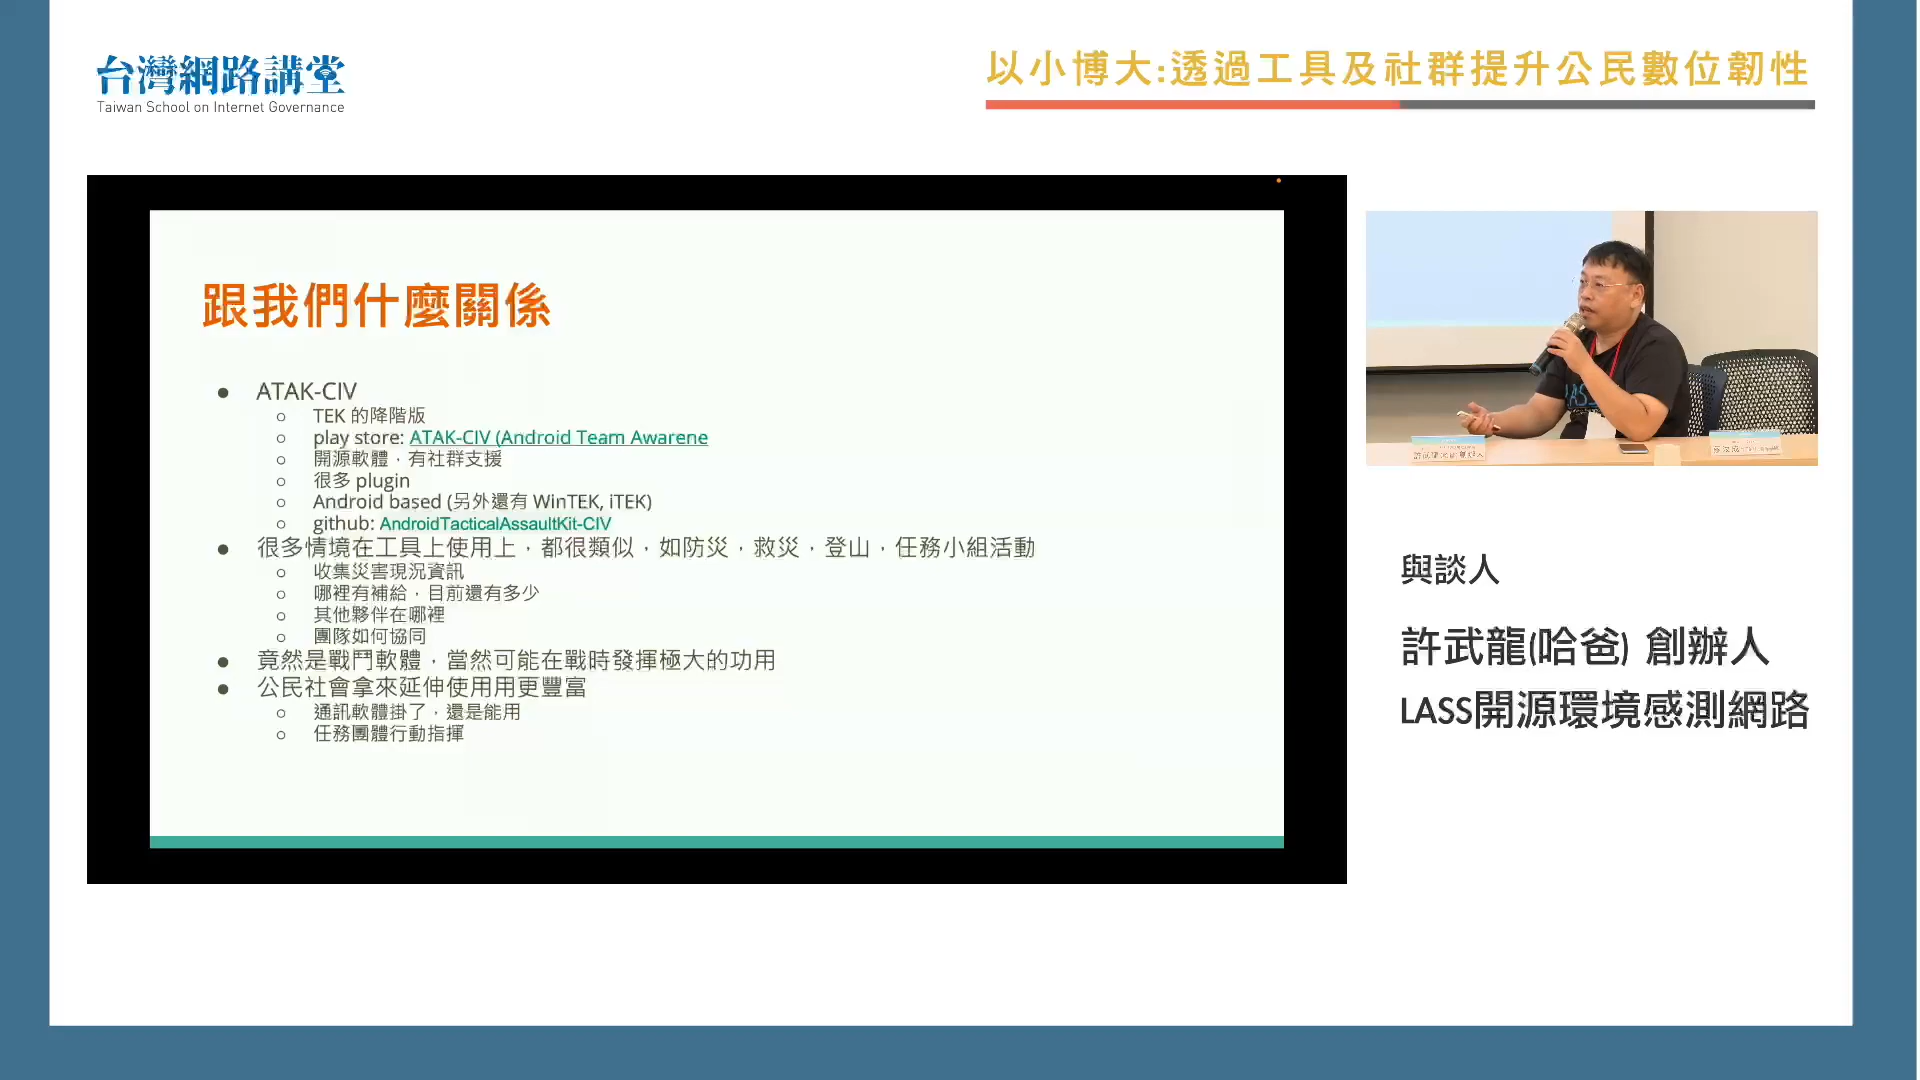 台灣網路講堂
Taiwan School on Internet Governance
以小博大:透過工具及社群提升公民數位韌性
跟我們什麼關係
● ATAK-CIV
○ TEK 的降階版
○ play store: ATAK-CIV (Android Team Awarene
○ 開源軟體，有社群支援
○ 很多 plugin
○ Android based (另外還有 WinTEK, iTEK)
○ github: AndroidTacticalAssaultKit-CIV
● 很多情境在工具上使用上，都很類似，如防災，救災，登山，任務小組活動
○ 收集災害現況資訊
○ 哪裡有補給，目前還有多少
○ 其他夥伴在哪裡
○ 團隊如何協同
● 竟然是戰鬥軟體，當然可能在戰時發揮極大的功用
● 公民社會拿來延伸使用用更豐富
○ 通訊軟體掛了，還是能用
○ 任務團體行動指揮
與談人
許武龍(哈爸) 創辦人
LASS開源環境感測網路